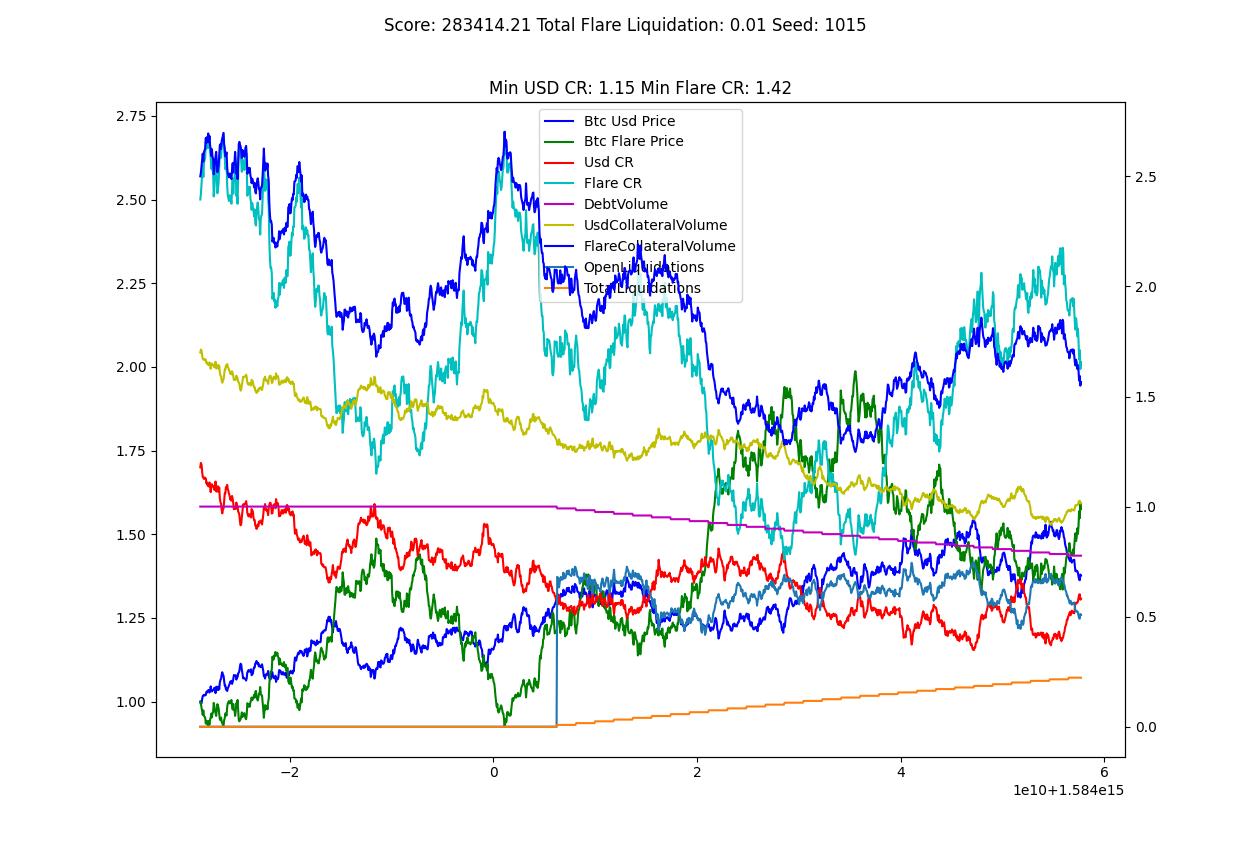 Score: 283414.21 Total Flare Liquidation: 0.01 Seed: 1015
Min USD CR: 1.15 Min Flare CR: 1.42
2.75
2.50
2.25
2.00
1.75
1.50
1.25
1.00
Btc Usd Price
Btc Flare Price
Usd CR
Flare CR
DebtVolume
UsdCollateralVolume
FlareCollateralVolume
OpenLiquidations
TotalLiquidations
2.5
2.0
1.5
1.0
0.5
0.0
−2
0
2
4
6
1e10+1.584e15